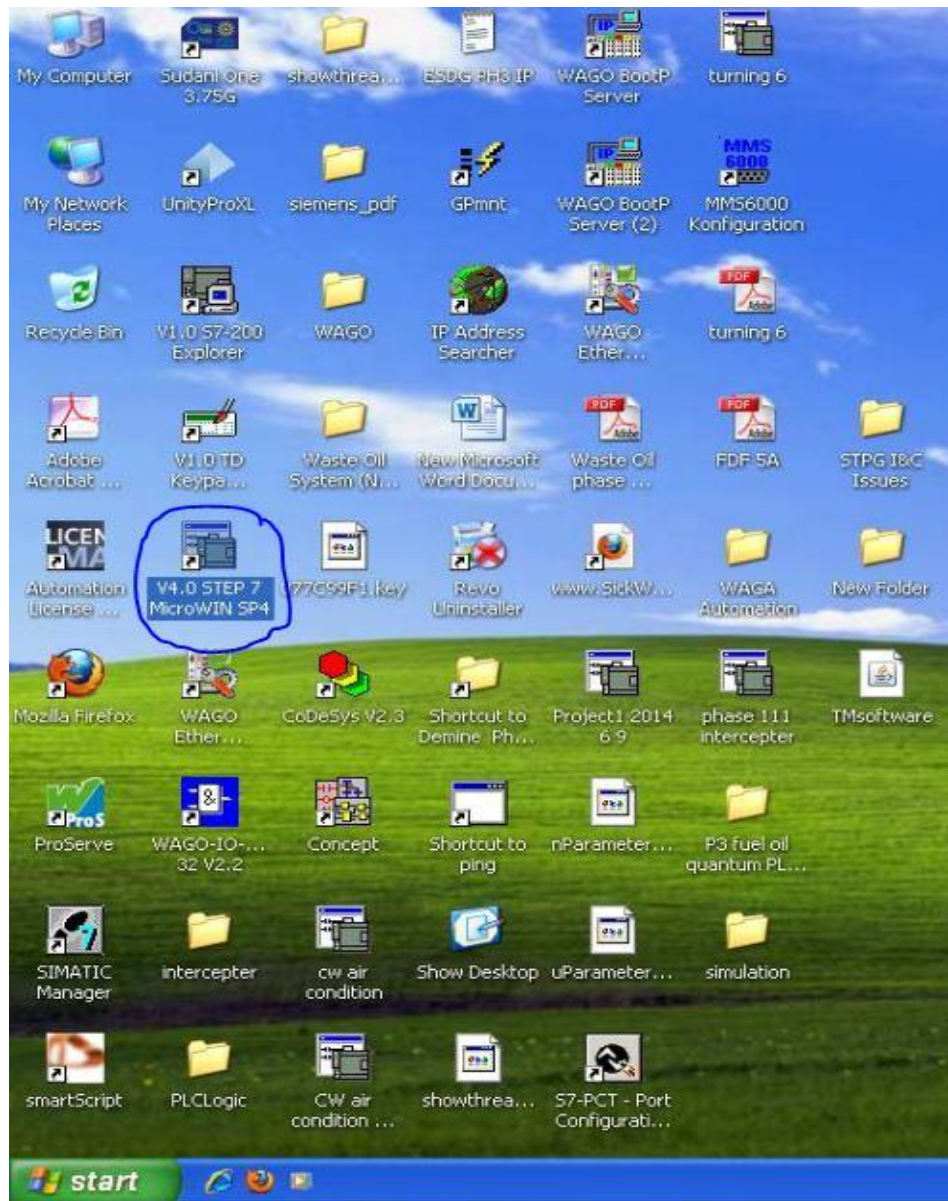 My Computer
Sudani One
3.75G
showthrea...
ESDG PH3 IP
WAGO BootP
Server
turning 6
My Network
Places
UnityProXL
siemens_pdf
GPmnt
WAGO BootP
Server (2)
MMS
6000
MMS6000
Konfiguration
Recycle Bin
V1.0 S7-200
Explorer
WAGO
IP Address
Searcher
WAGO
Ether...
PDF
Adobe
turning 6
Adobe
Acrobat ...
V1.0 TD
Keypa...
Waste Oil
System (N...
New Microsoft
Word Docu...
PDF
Adobe
Waste Oil
phase ...
PDF
Adobe
FDF 5A
STPG I&C
Issues
LICEN
MA
Automation
License ...
V4.0 STEP 7
MicroWIN SP4
77C99F1.key
Revo
Uninstaller
www.SickW...
WAGA
Automation
New Folder
Mozilla Firefox
WAGO
Ether...
CoDeSys V2.3
Shortcut to
Demine Ph...
Project1 2014
6 9
phase 111
intercepter
TMsoftware
ProS
ProServe
&
WAGO-IO-...
32 V2.2
Concept
Shortcut to
ping
nParameter...
P3 fuel oil
quantum PL...
SIMATIC
Manager
intercepter
cw air
condition
Show Desktop
uParameter...
simulation
smartScript
PLCLogic
CW air
condition ...
showthrea...
S7-PCT - Port
Configurati...
start